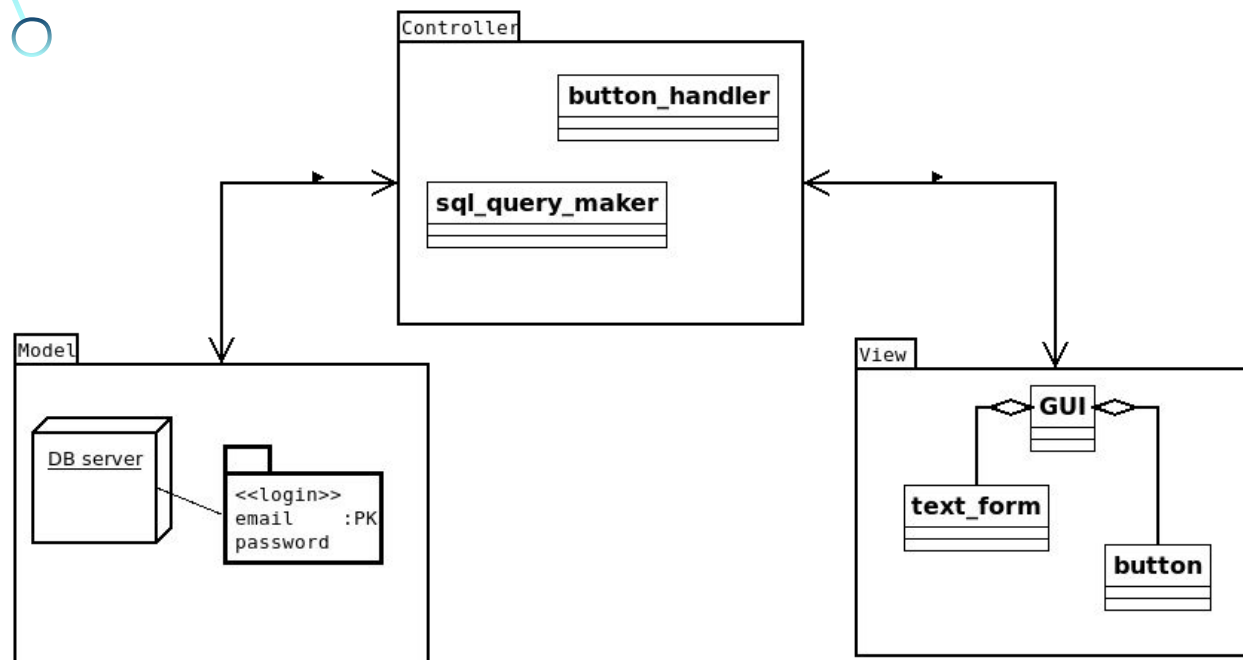 Controller
button_handler
sql_query_maker
Model
DB server
<<login>>
email :PK
password
View
GUI
text_form
button